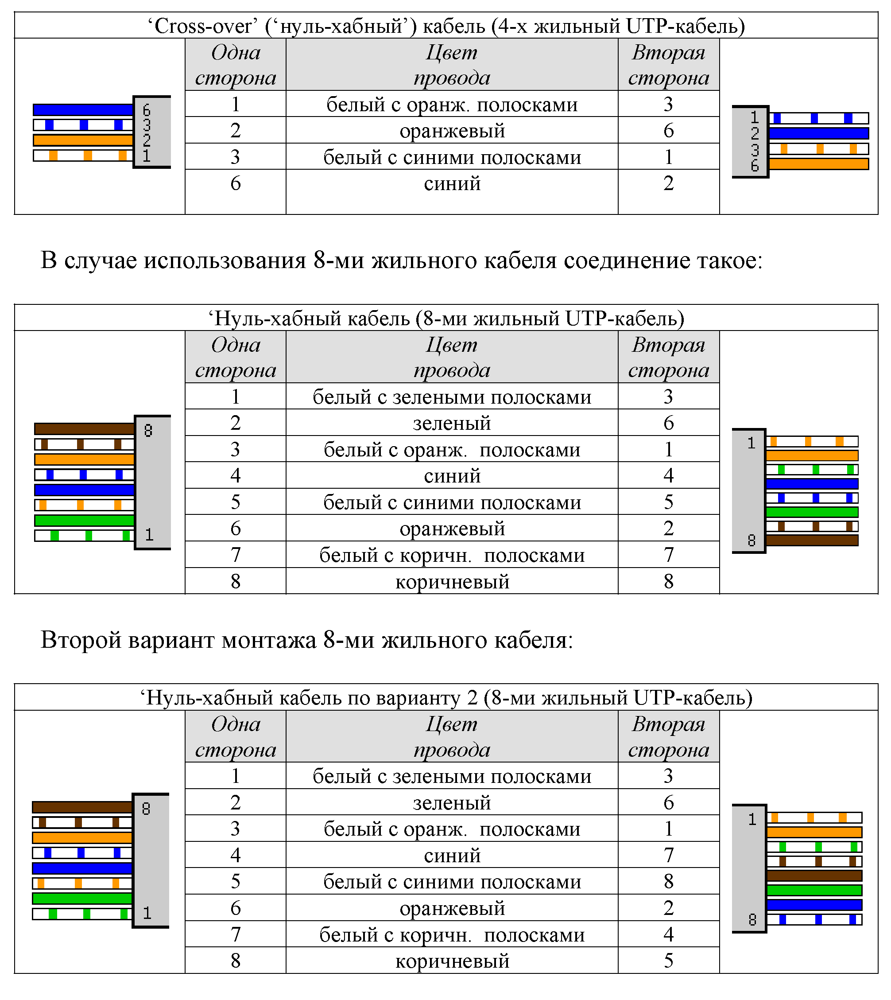 ‘Cross-over’ (‘нуль-хабный’) кабель (4-х жильный UTP-кабель)
Одна сторона Цвет провода Вторая сторона
1 белый с оранж. полосками 3
2 оранжевый 6
3 белый с синими полосками 1
6 синий 2
6
3
2
1
1
2
3
6
В случае использования 8-ми жильного кабеля соединение такое:
‘Нуль-хабный кабель (8-ми жильный UTP-кабель)
Одна сторона Цвет провода Вторая сторона
1 белый с зелеными полосками 3
2 зеленый 6
3 белый с оранж. полосками 1
4 синий 4
5 белый с синими полосками 5
6 оранжевый 2
7 белый с коричн. полосками 7
8 коричневый 8
8
1
1
8
Второй вариант монтажа 8-ми жильного кабеля:
‘Нуль-хабный кабель по варианту 2 (8-ми жильный UTP-кабель)
Одна сторона Цвет провода Вторая сторона
1 белый с зелеными полосками 3
2 зеленый 6
3 белый с оранж. полосками 1
4 синий 7
5 белый с синими полосками 8
6 оранжевый 2
7 белый с коричн. полосками 4
8 коричневый 5
8
1
1
8